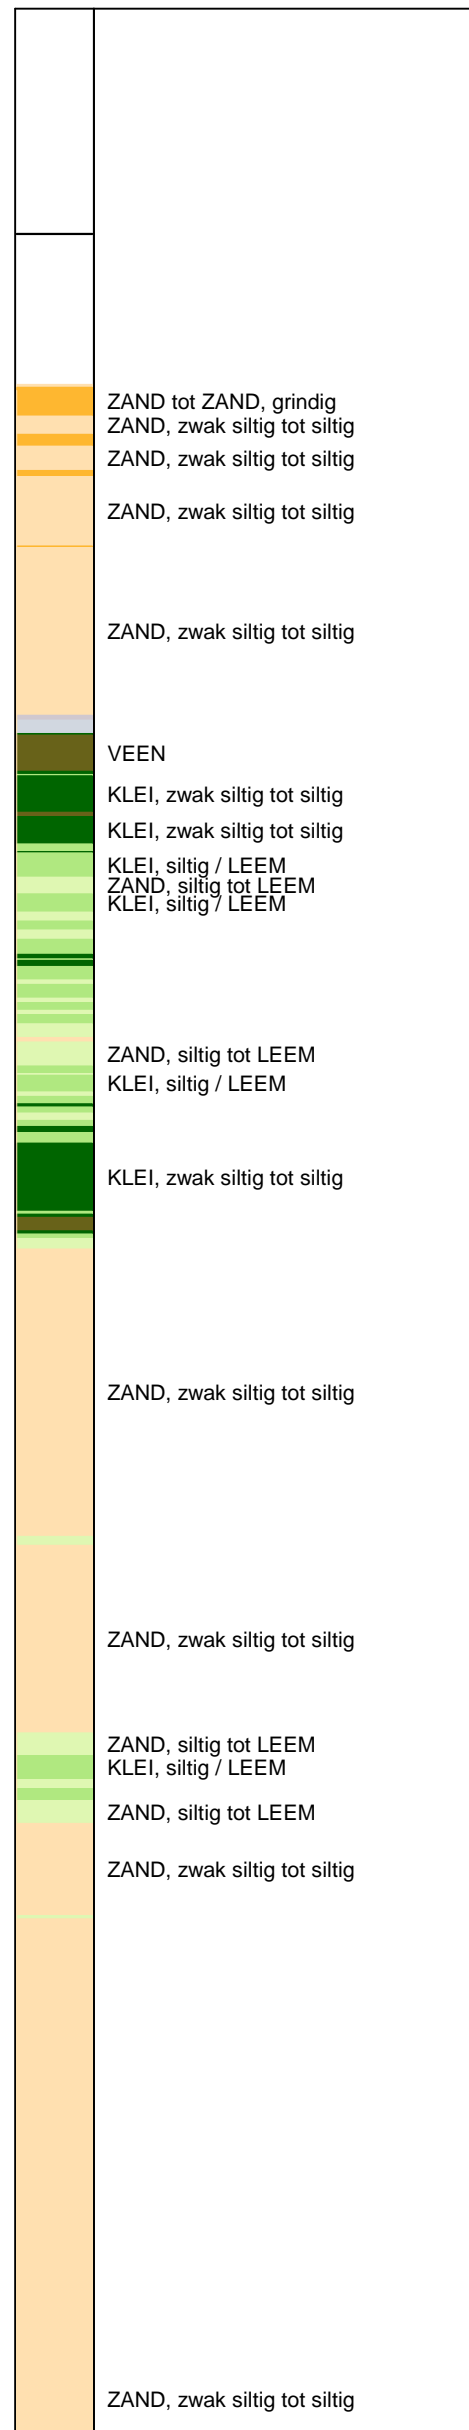 ZAND tot ZAND, grindig
ZAND, zwak siltig tot siltig
ZAND, zwak siltig tot siltig
ZAND, zwak siltig tot siltig
ZAND, zwak siltig tot siltig
VEEN
KLEI, zwak siltig tot siltig
KLEI, zwak siltig tot siltig
KLEI, siltig / LEEM
ZAND, siltig tot LEEM
KLEI, siltig / LEEM
ZAND, siltig tot LEEM
KLEI, siltig / LEEM
KLEI, zwak siltig tot siltig
ZAND, zwak siltig tot siltig
ZAND, zwak siltig tot siltig
ZAND, siltig tot LEEM
KLEI, siltig / LEEM
ZAND, siltig tot LEEM
ZAND, zwak siltig tot siltig
ZAND, zwak siltig tot siltig